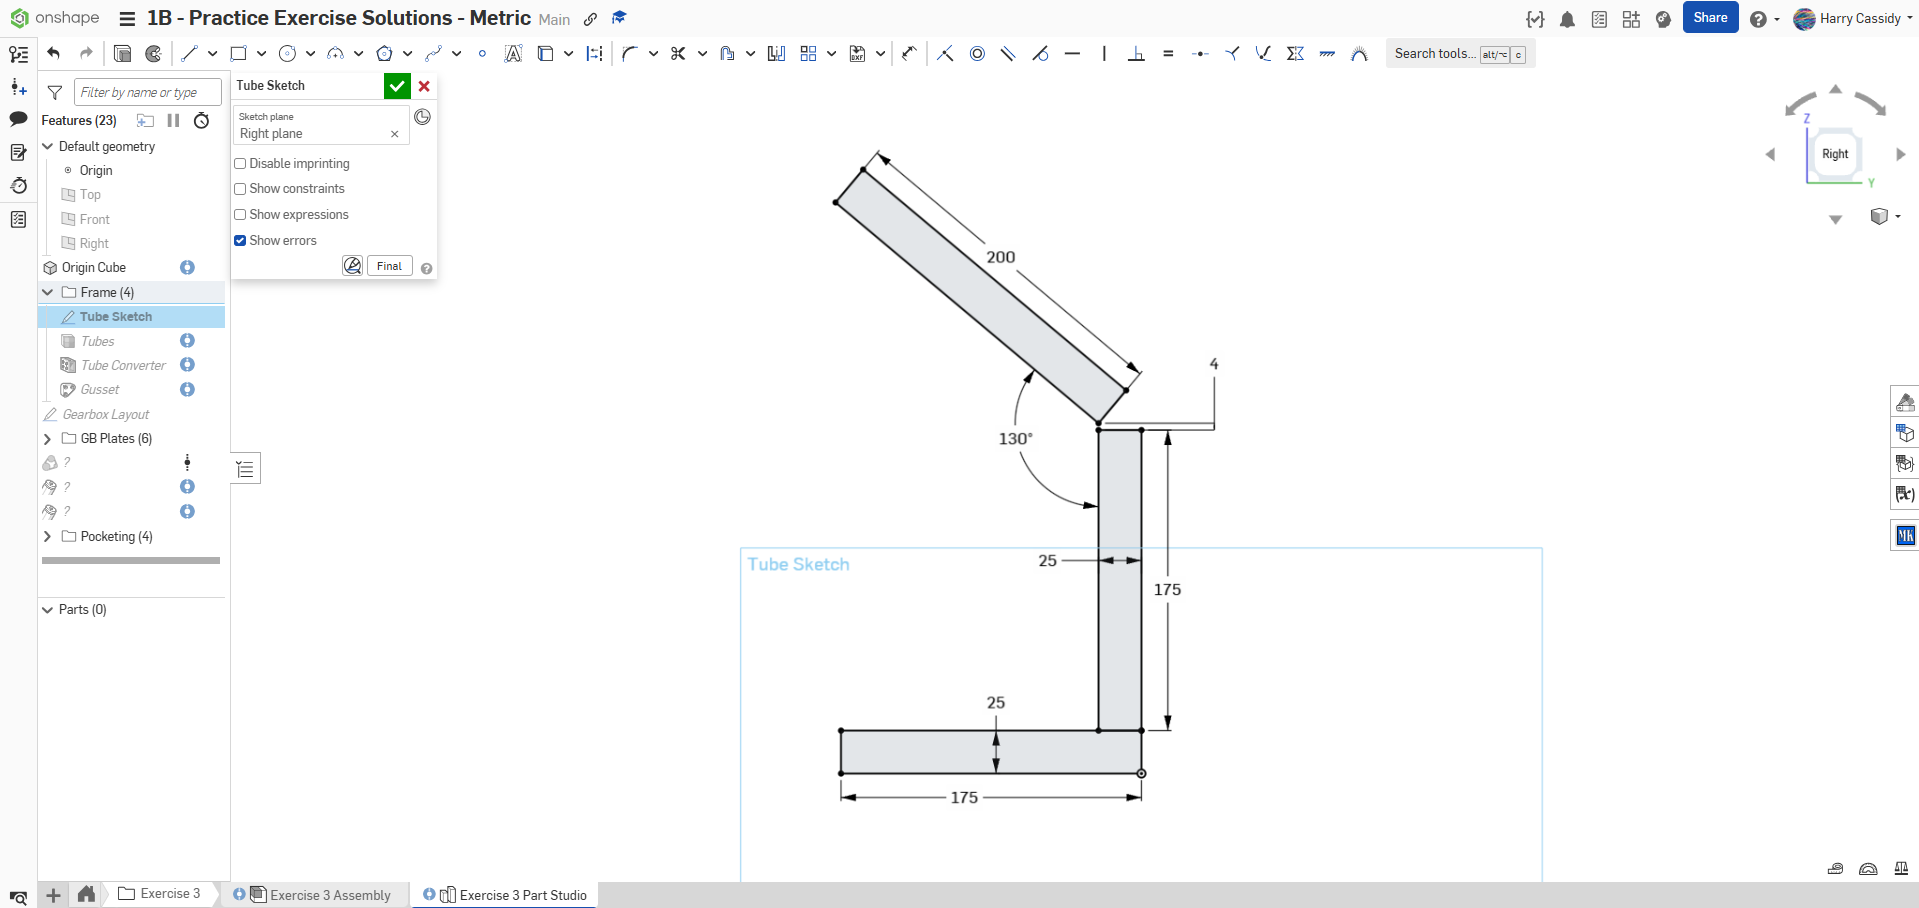 onshape
1B - Practice Exercise Solutions - Metric Main
Share
Harry Cassidy
Search tools... alt/⌥ c
Filter by name or type
Features (23)
Default geometry
Origin
Top
Front
Right
Origin Cube
Frame (4)
Tube Sketch
Tubes
Tube Converter
Gusset
Gearbox Layout
GB Plates (6)
?
?
?
Pocketing (4)
Parts (0)
Tube Sketch
Sketch plane
Right plane
Disable imprinting
Show constraints
Show expressions
Show errors
Final
200
4
130°
25
175
Tube Sketch
25
175
Z
Right
Y
DXF
(x)
MK
Exercise 3
Exercise 3 Assembly
Exercise 3 Part Studio